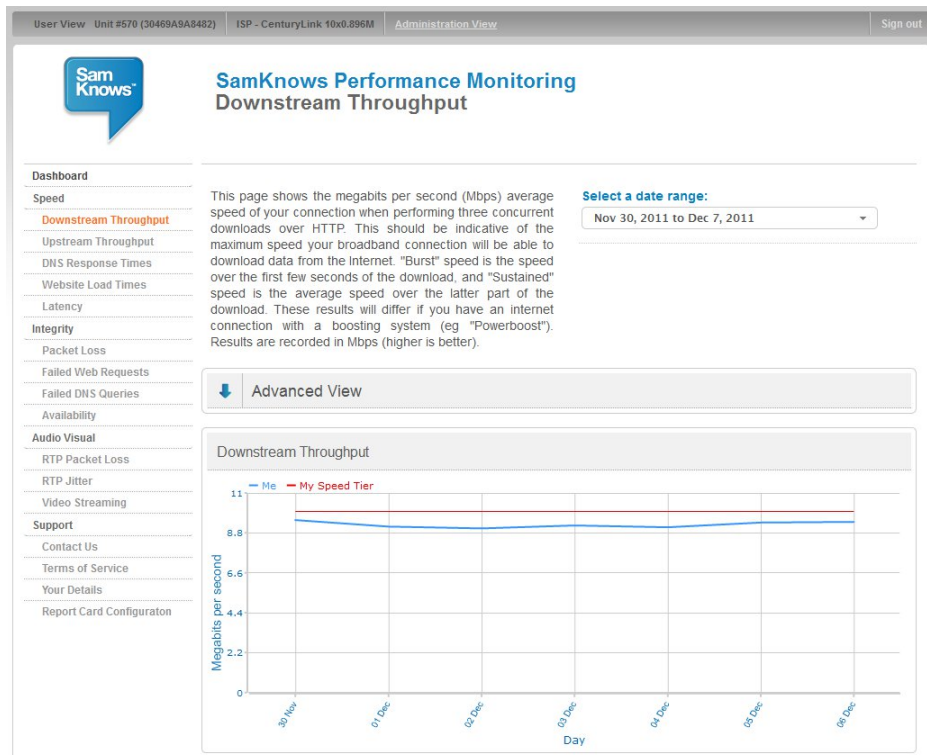 User View Unit #570 (30469A9A8482) ISP - CenturyLink 10x0.896M Administration View Sign out
Sam
Knows™
SamKnows Performance Monitoring
Downstream Throughput
Dashboard
Speed
Downstream Throughput
Upstream Throughput
DNS Response Times
Website Load Times
Latency
Integrity
Packet Loss
Failed Web Requests
Failed DNS Queries
Availability
Audio Visual
RTP Packet Loss
RTP Jitter
Video Streaming
Support
Contact Us
Terms of Service
Your Details
Report Card Configuraton
This page shows the megabits per second (Mbps) average
speed of your connection when performing three concurrent
downloads over HTTP. This should be indicative of the
maximum speed your broadband connection will be able to
download data from the Internet. "Burst" speed is the speed
over the first few seconds of the download, and "Sustained"
speed is the average speed over the latter part of the
download. These results will differ if you have an internet
connection with a boosting system (eg "Powerboost").
Results are recorded in Mbps (higher is better).
Select a date range:
Nov 30, 2011 to Dec 7, 2011
Advanced View
Downstream Throughput
Me My Speed Tier
11
8.8
6.6
4.4
2.2
0
Megabits per second
30 Nov 01 Dec 02 Dec 03 Dec 04 Dec 05 Dec 06 Dec
Day